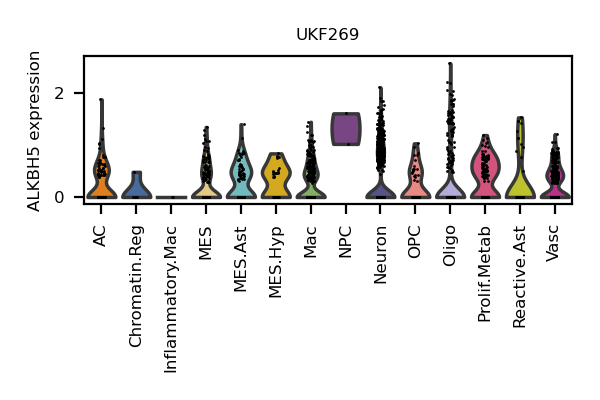 UKF269
ALKBH5 expression
2
0
AC
Chromatin.Reg
Inflammatory.Mac
MES
MES.Ast
MES.Hyp
Mac
NPC
Neuron
OPC
Oligo
Prolif.Metab
Reactive.Ast
Vasc